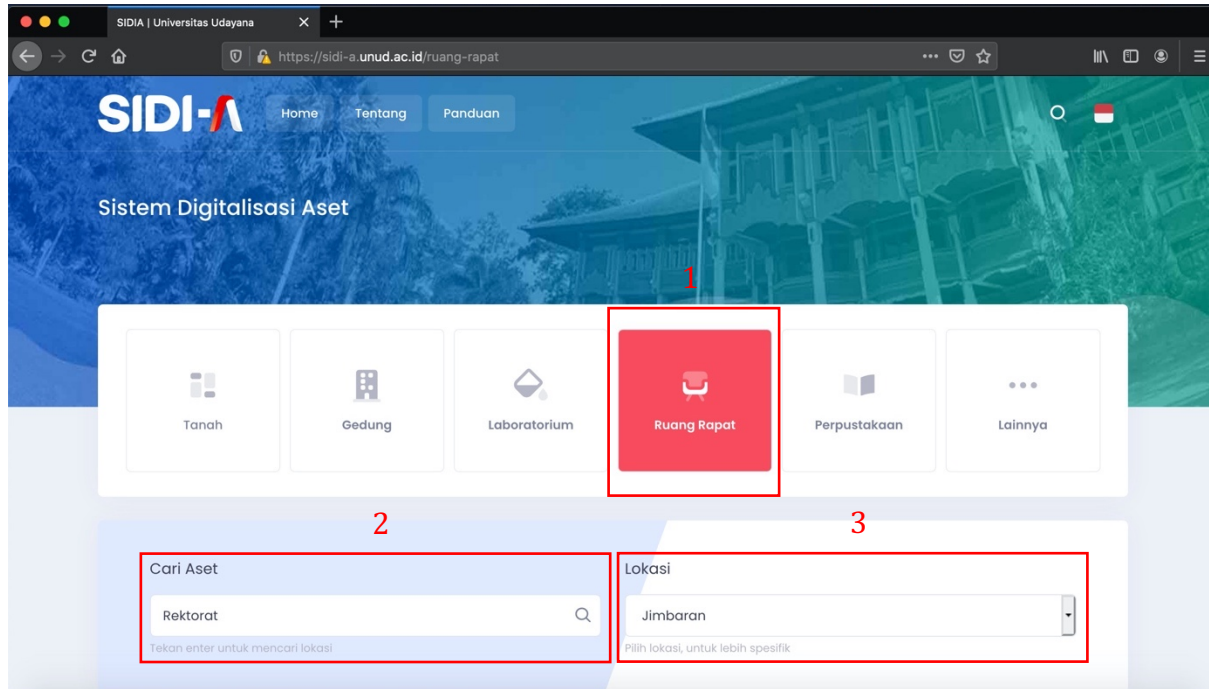 SIDIA | Universitas Udayana
https://sidi-a.unud.ac.id/ruang-rapat
SIDI-A Home Tentang Panduan
Sistem Digitalisasi Aset
1
Tanah Gedung Laboratorium Ruang Rapat Perpustakaan Lainnya
2 3
Cari Aset Lokasi
Rektorat Jimbaran
Tekan enter untuk mencari lokasi Pilih lokasi, untuk lebih spesifik